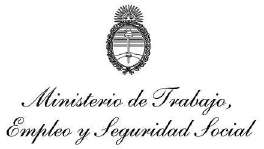 Ministerio de Trabajo,
Empleo y Seguridad Social